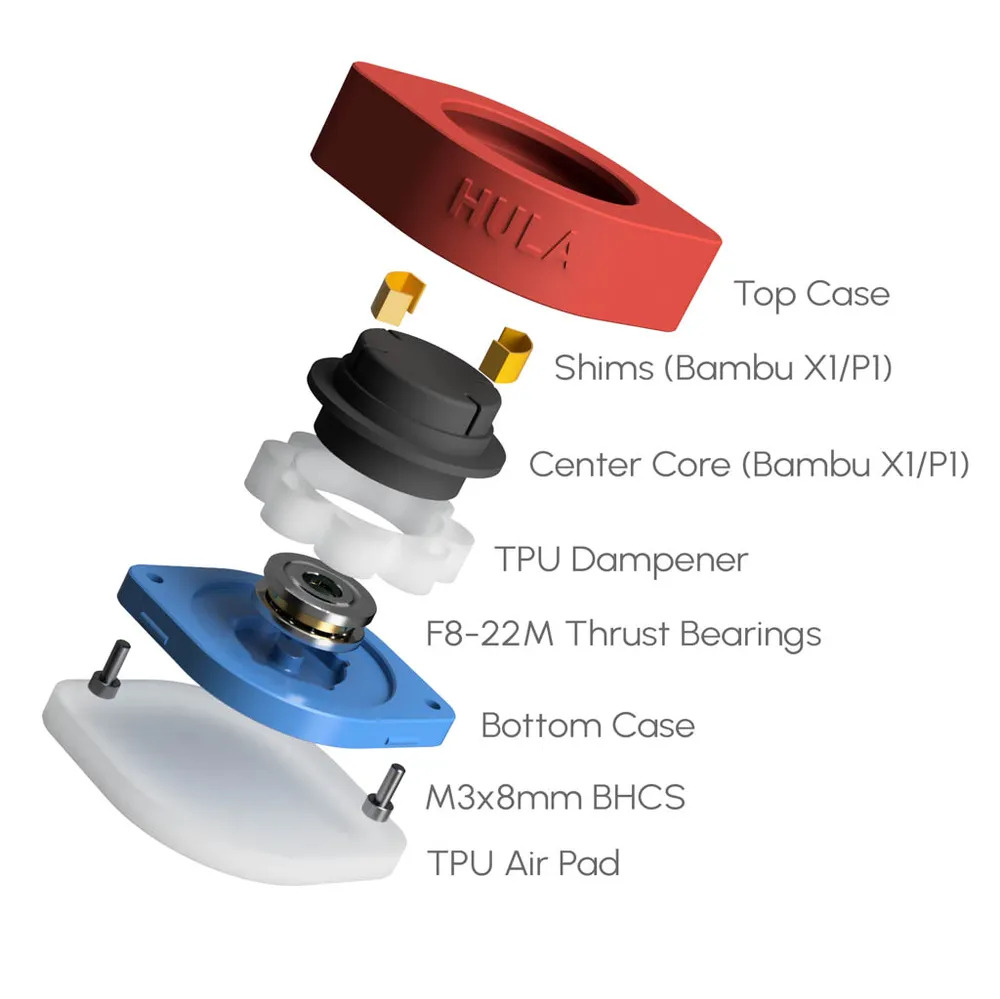 HULA
Top Case
Shims (Bambu X1/P1)
Center Core (Bambu X1/P1)
TPU Dampener
F8-22M Thrust Bearings
Bottom Case
M3x8mm BHCS
TPU Air Pad